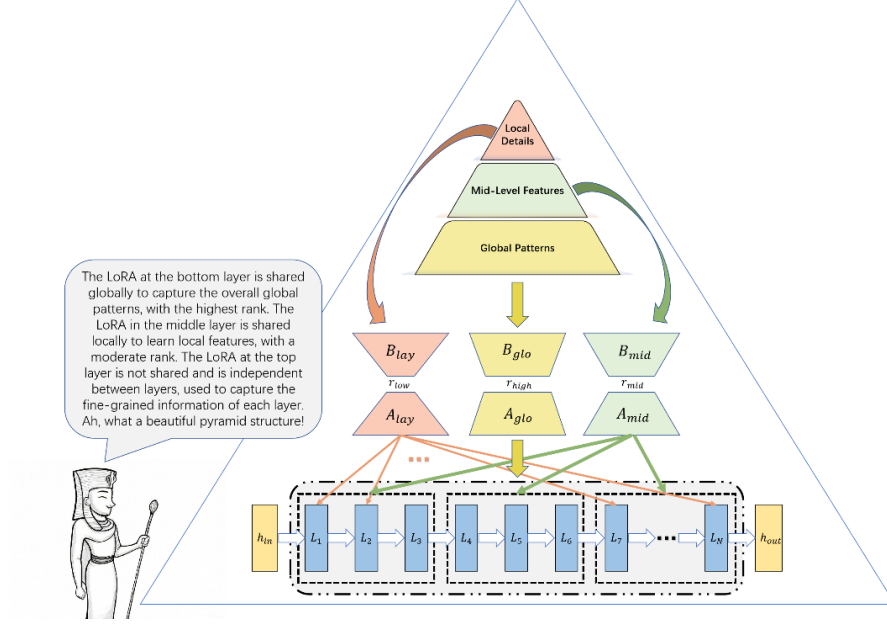 Local
Details
Mid-Level Features
Global Patterns
The LoRA at the bottom layer is shared
globally to capture the overall global
patterns, with the highest rank. The
LoRA in the middle layer is shared
locally to learn local features, with a
moderate rank. The LoRA at the top
layer is not shared and is independent
between layers, used to capture the
fine-grained information of each layer.
Ah, what a beautiful pyramid structure!
B_lay B_glo B_mid
r_low r_high r_mid
A_lay A_glo A_mid
...
h_in L_1 L_2 L_3 L_4 L_5 L_6 L_7 ... L_N h_out